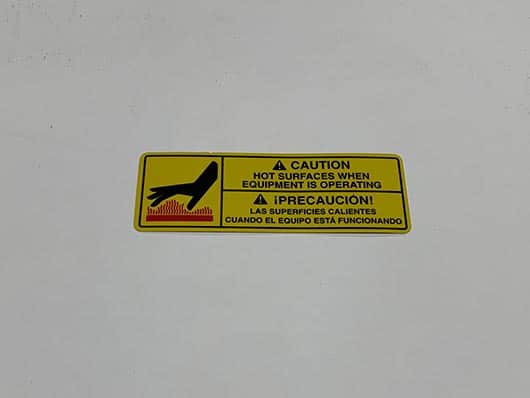 ⚠ CAUTION
HOT SURFACES WHEN
EQUIPMENT IS OPERATING
⚠ ¡PRECAUCIÓN!
LAS SUPERFICIES CALIENTES
CUANDO EL EQUIPO ESTÁ FUNCIONANDO